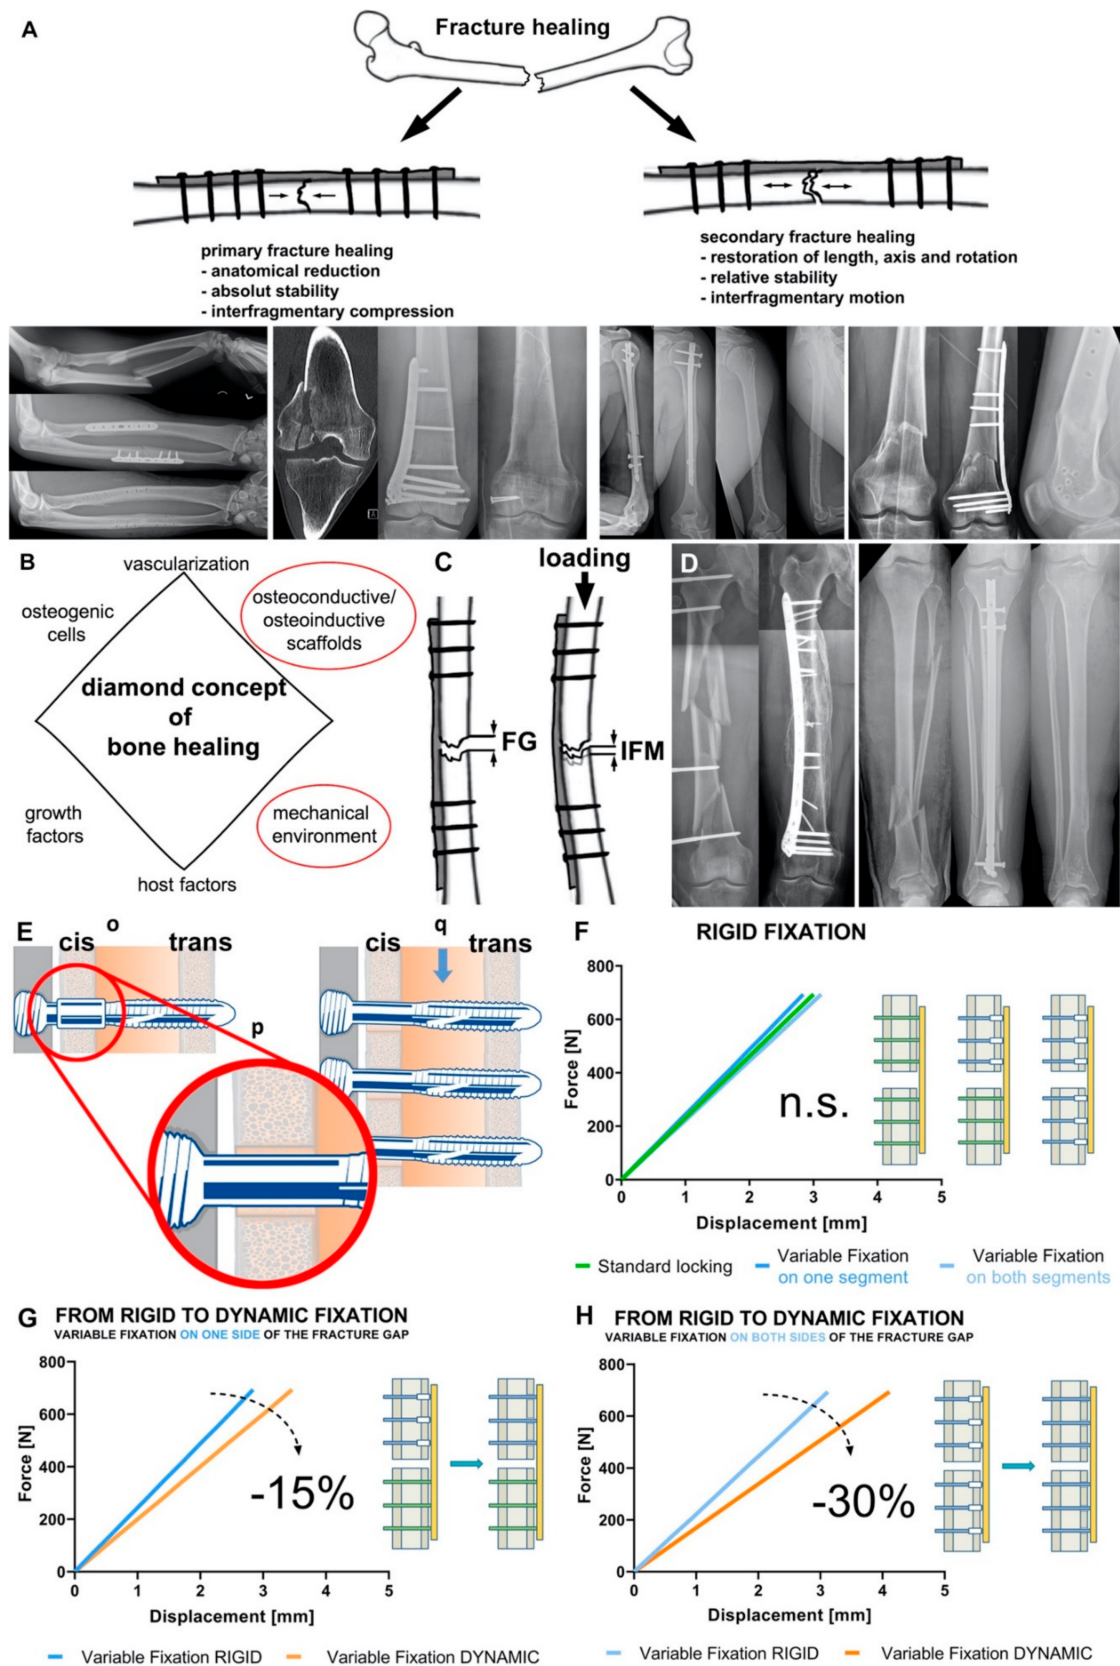 A
Fracture healing
primary fracture healing
- anatomical reduction
- absolut stability
- interfragmentary compression
secondary fracture healing
- restoration of length, axis and rotation
- relative stability
- interfragmentary motion
B
vascularization
osteogenic
cells
osteoconductive/
osteoinductive
scaffolds
diamond concept
of
bone healing
growth
factors
mechanical
environment
host factors
C
loading
FG
IFM
D
E
o
cis
trans
p
q
cis
trans
F
RIGID FIXATION
800
600
400
200
0
Force [N]
n.s.
0 1 2 3 4 5
Displacement [mm]
Standard locking
Variable Fixation
on one segment
Variable Fixation
on both segments
G
FROM RIGID TO DYNAMIC FIXATION
VARIABLE FIXATION ON ONE SIDE OF THE FRACTURE GAP
800
600
400
200
0
Force [N]
-15%
0 1 2 3 4 5
Displacement [mm]
Variable Fixation RIGID
Variable Fixation DYNAMIC
H
FROM RIGID TO DYNAMIC FIXATION
VARIABLE FIXATION ON BOTH SIDES OF THE FRACTURE GAP
800
600
400
200
0
Force [N]
-30%
0 1 2 3 4 5
Displacement [mm]
Variable Fixation RIGID
Variable Fixation DYNAMIC